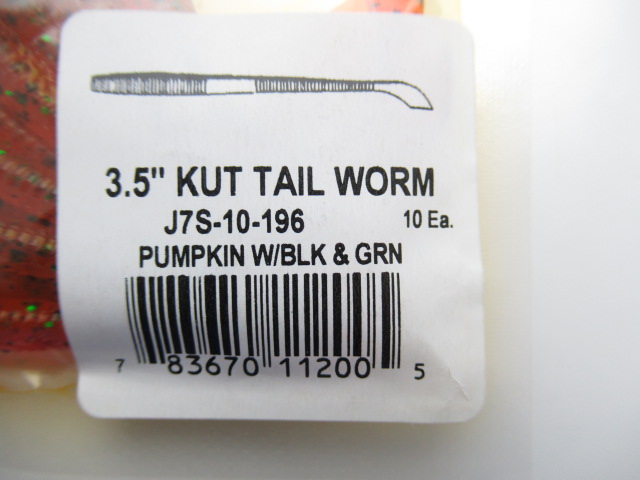 3.5" KUT TAIL WORM
J7S-10-196 10 Ea.
PUMPKIN W/BLK & GRN
7 83670 11200 5